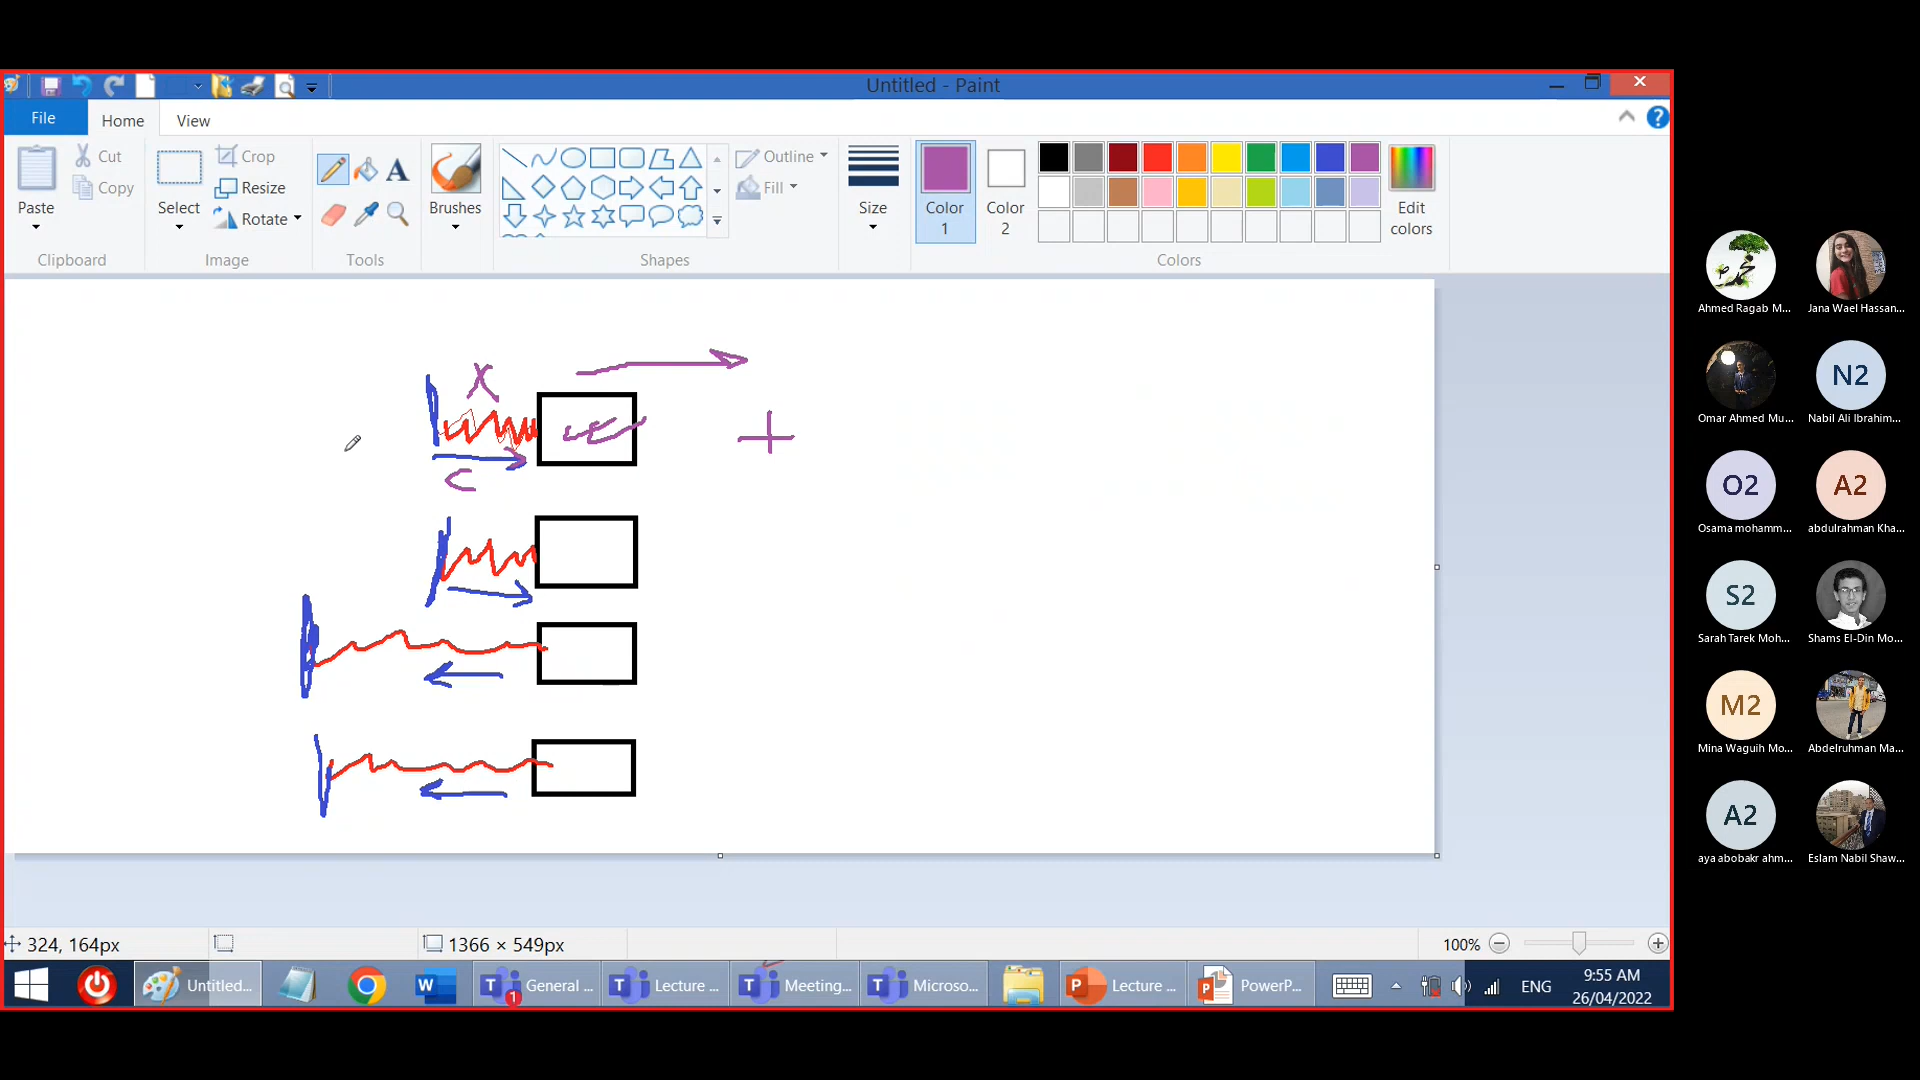 Untitled - Paint
File
Home
View
Paste
Cut
Copy
Clipboard
Select
Crop
Resize
Rotate
Image
A
Tools
Brushes
Outline
Fill
Shapes
Size
Color
1
Color
2
Edit
colors
Colors
X
C
+
324, 164px
1366 × 549px
100%
Untitled...
W
T
1
General ...
T
Lecture ...
T
Meeting...
T
Microso...
P
Lecture ...
P
PowerP...
ENG
9:55 AM
26/04/2022
Ahmed Ragab M...
Jana Wael Hassan...
Omar Ahmed Mu...
N2
Nabil Ali Ibrahim...
O2
Osama mohamm...
A2
abdulrahman Kha...
S2
Sarah Tarek Moh...
Shams El-Din Mo...
M2
Mina Waguih Mo...
Abdelruhman Ma...
A2
aya abobakr ahm...
Eslam Nabil Shaw...